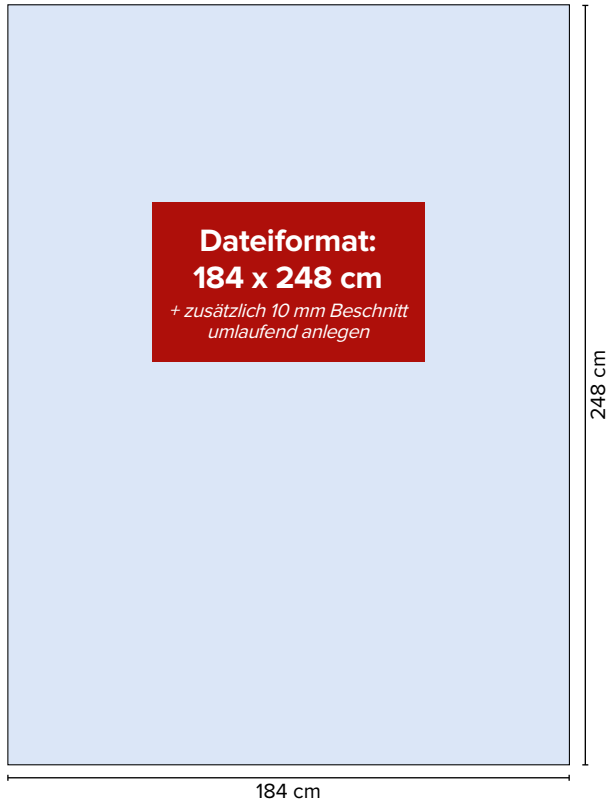 Dateiformat:
184 x 248 cm
+ zusätzlich 10 mm Beschnitt
umlaufend anlegen
248 cm
184 cm